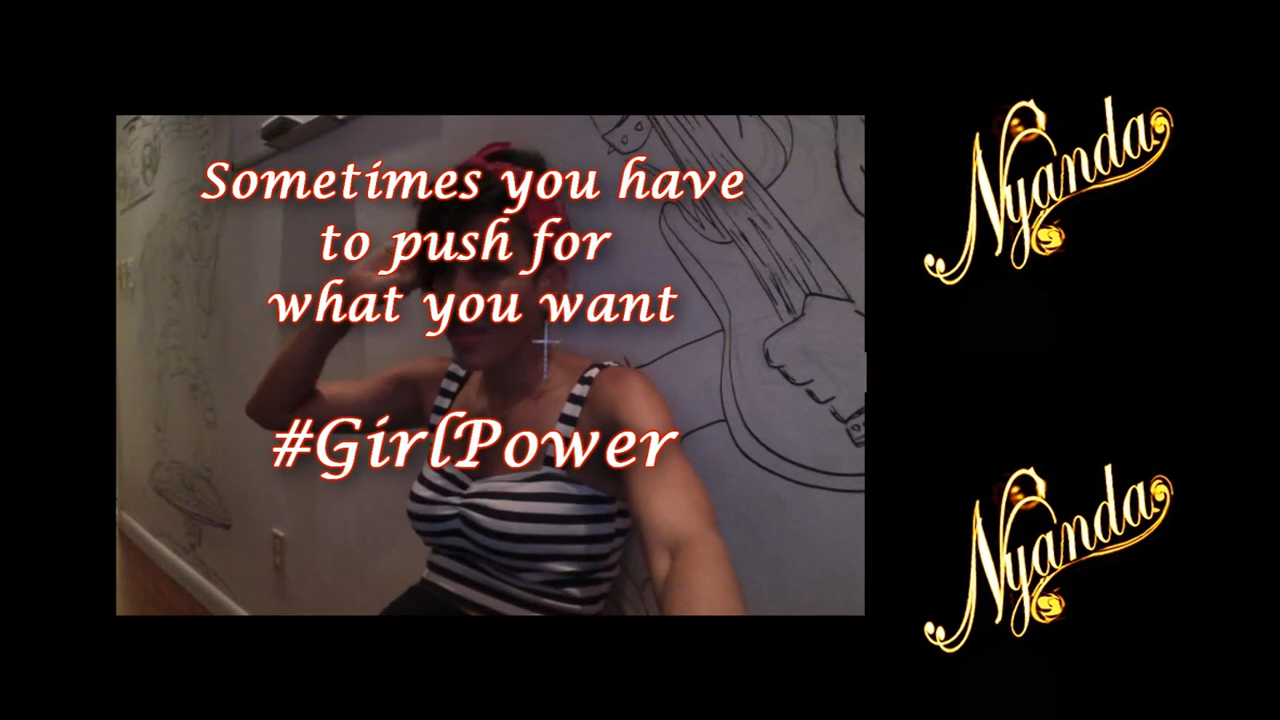 Sometimes you have
to push for
what you want
#GirlPower
Nyanda
Nyanda